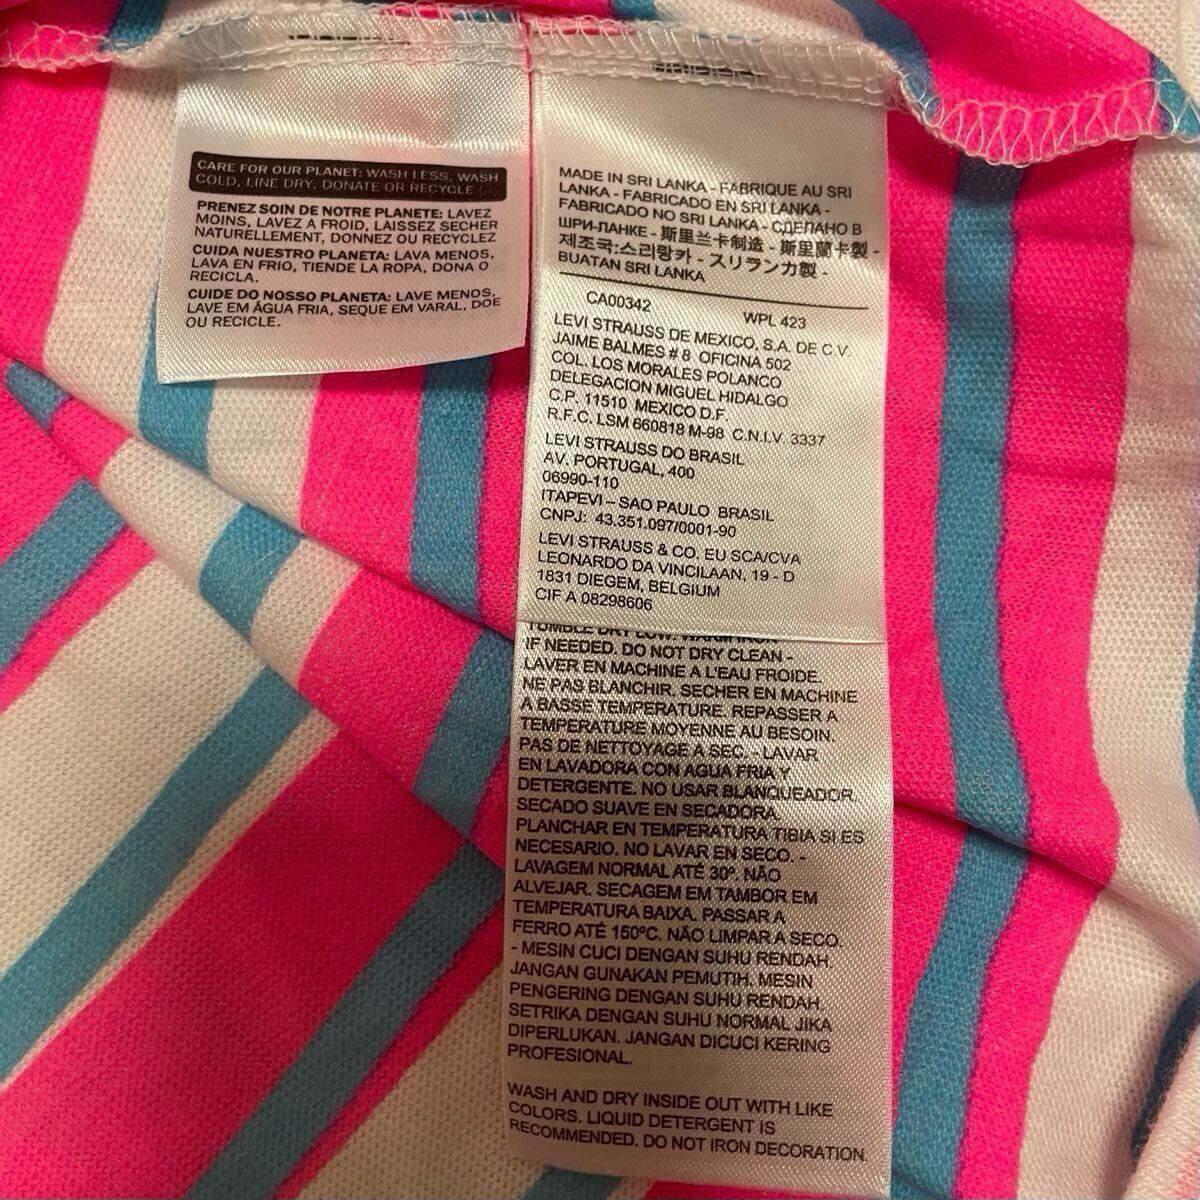 CARE FOR OUR PLANET: WASH LESS, WASH
COLD, LINE DRY, DONATE OR RECYCLE
PRENEZ SOIN DE NOTRE PLANETE: LAVEZ
MOINS, LAVEZ A FROID, LAISSEZ SECHER
NATURELLEMENT, DONNEZ OU RECYCLEZ
CUIDA NUESTRO PLANETA: LAVA MENOS,
LAVA EN FRIO, TIENDE LA ROPA, DONA O
RECICLA.
CUIDE DO NOSSO PLANETA: LAVE MENOS,
LAVE EM ÁGUA FRIA, SEQUE EM VARAL, DOE
OU RECICLE.
MADE IN SRI LANKA - FABRIQUE AU SRI
LANKA - FABRICADO EN SRI LANKA -
FABRICADO NO SRI LANKA - СДЕЛАНО В
ШРИ-ЛАНКЕ - 斯里兰卡制造 - 斯里蘭卡製 -
제조국:스리랑카 - スリランカ製 -
BUATAN SRI LANKA
CA00342 WPL 423
LEVI STRAUSS DE MEXICO, S.A. DE C.V.
JAIME BALMES # 8 OFICINA 502
COL. LOS MORALES POLANCO
DELEGACION MIGUEL HIDALGO
C.P. 11510 MEXICO D.F.
R.F.C. LSM 660818 M-98 C.N.I.V. 3337
LEVI STRAUSS DO BRASIL
AV. PORTUGAL, 400
06990-110
ITAPEVI – SAO PAULO BRASIL
CNPJ: 43.351.097/0001-90
LEVI STRAUSS & CO. EU SCA/CVA
LEONARDO DA VINCILAAN, 19 - D
1831 DIEGEM, BELGIUM
CIF A 08298606
TUMBLE DRY LOW. WARM IRON
IF NEEDED. DO NOT DRY CLEAN -
LAVER EN MACHINE A L'EAU FROIDE.
NE PAS BLANCHIR. SECHER EN MACHINE
A BASSE TEMPERATURE. REPASSER A
TEMPERATURE MOYENNE AU BESOIN.
PAS DE NETTOYAGE A SEC. - LAVAR
EN LAVADORA CON AGUA FRIA Y
DETERGENTE. NO USAR BLANQUEADOR.
SECADO SUAVE EN SECADORA.
PLANCHAR EN TEMPERATURA TIBIA SI ES
NECESARIO. NO LAVAR EN SECO. -
LAVAGEM NORMAL ATÉ 30º. NÃO
ALVEJAR. SECAGEM EM TAMBOR EM
TEMPERATURA BAIXA. PASSAR A
FERRO ATÉ 150ºC. NÃO LIMPAR A SECO.
- MESIN CUCI DENGAN SUHU RENDAH.
JANGAN GUNAKAN PEMUTIH. MESIN
PENGERING DENGAN SUHU RENDAH
SETRIKA DENGAN SUHU NORMAL JIKA
DIPERLUKAN. JANGAN DICUCI KERING
PROFESIONAL.
WASH AND DRY INSIDE OUT WITH LIKE
COLORS. LIQUID DETERGENT IS
RECOMMENDED. DO NOT IRON DECORATION.